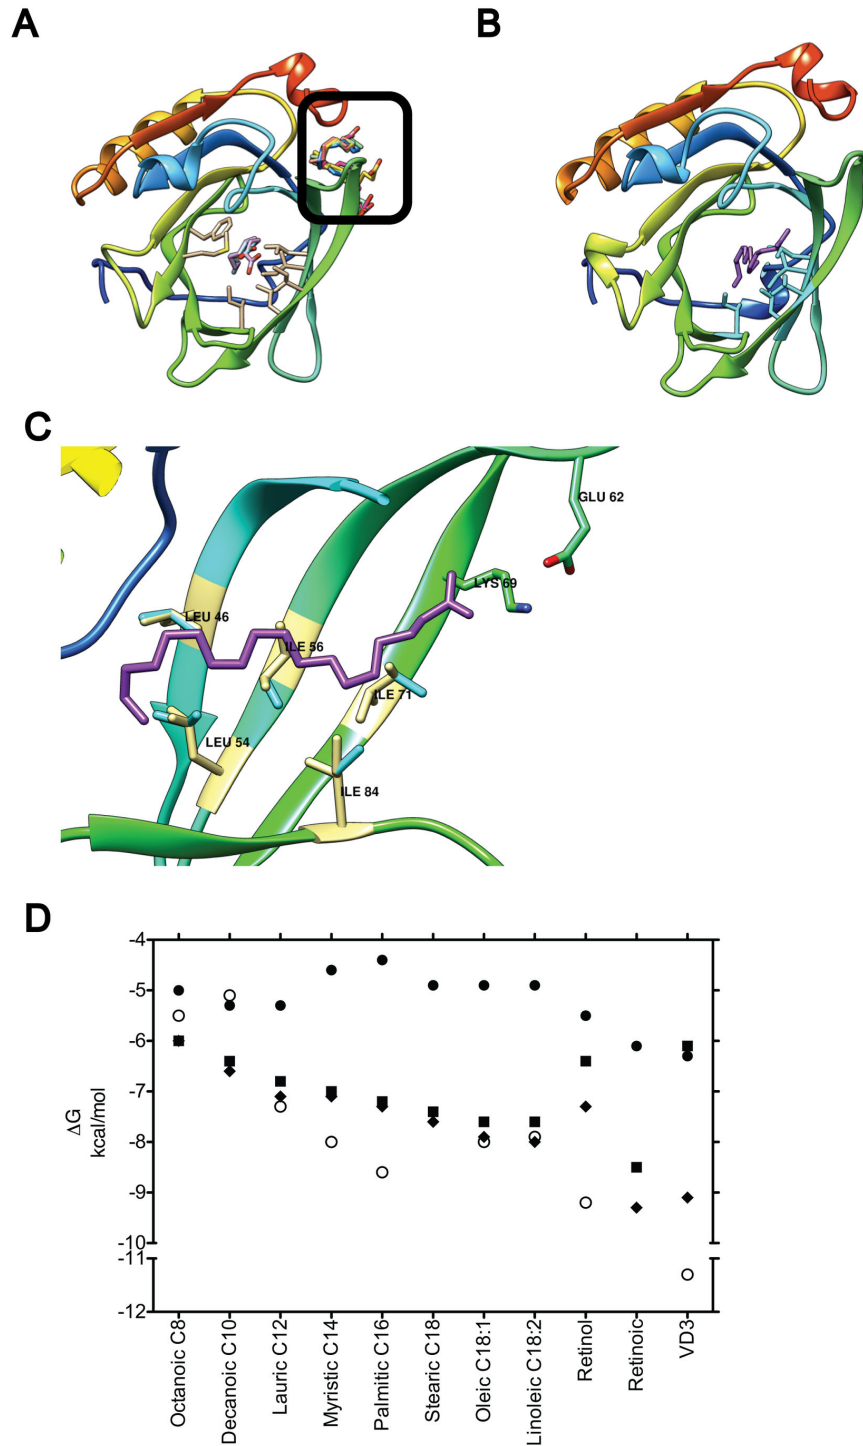 A
B
C
GLU 62
LYS 69
LEU 46
ILE 56
ILE 71
LEU 54
ILE 84
D
ΔG
kcal/mol
-4
-5
-6
-7
-8
-9
-10
-11
-12
Octanoic C8
Decanoic C10
Lauric C12
Myristic C14
Palmitic C16
Stearic C18
Oleic C18:1
Linoleic C18:2
Retinol
Retinoic
VD3